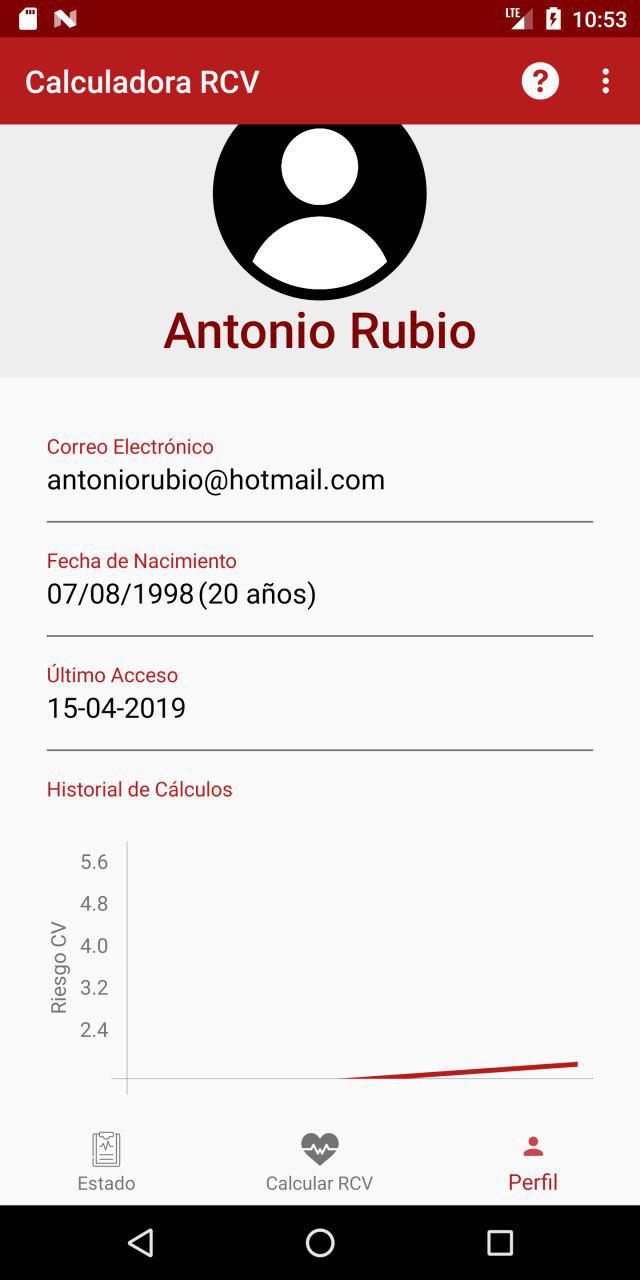 LTE 10:53
Calculadora RCV ?
Antonio Rubio
Correo Electrónico
antoniorubio@hotmail.com
Fecha de Nacimiento
07/08/1998 (20 años)
Último Acceso
15-04-2019
Historial de Cálculos
Riesgo CV
5.6
4.8
4.0
3.2
2.4
Estado
Calcular RCV
Perfil